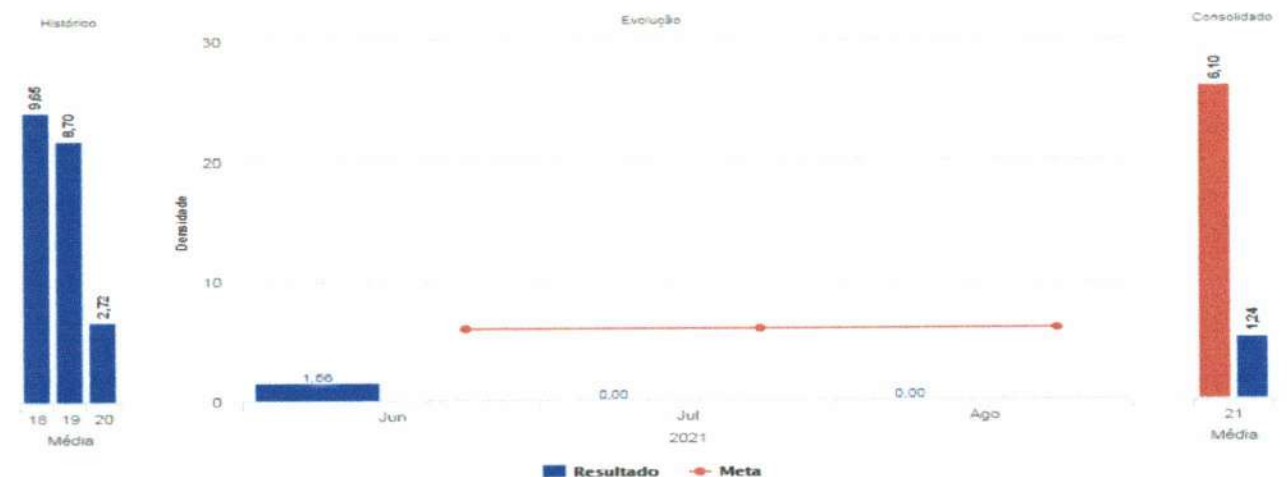 Histórico
9,65
8,70
2,72
18 19 20
Média
Evolução
30
20
10
0
Densidade
1,56
0,00
0,00
Jun
Jul
Ago
2021
Resultado
Meta
Consolidado
6,10
1,24
21
Média